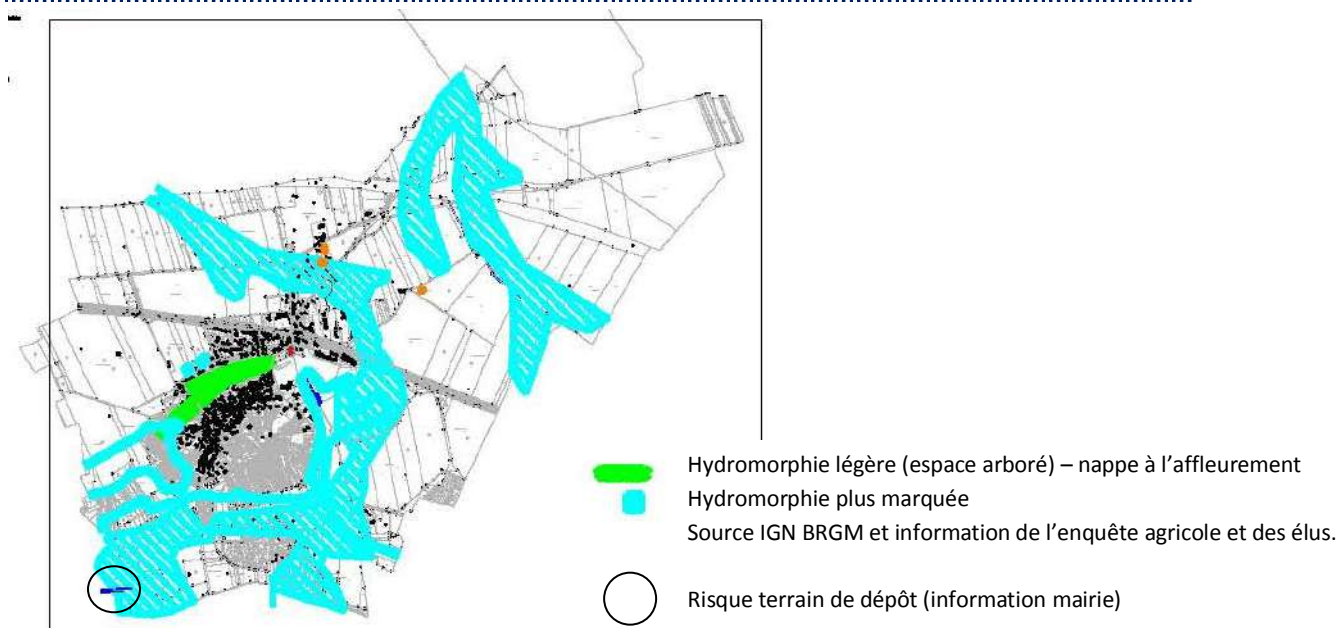 Hydromorphie légère (espace arboré) – nappe à l’affleurement
Hydromorphie plus marquée
Source IGN BRGM et information de l’enquête agricole et des élus.
Risque terrain de dépôt (information mairie)